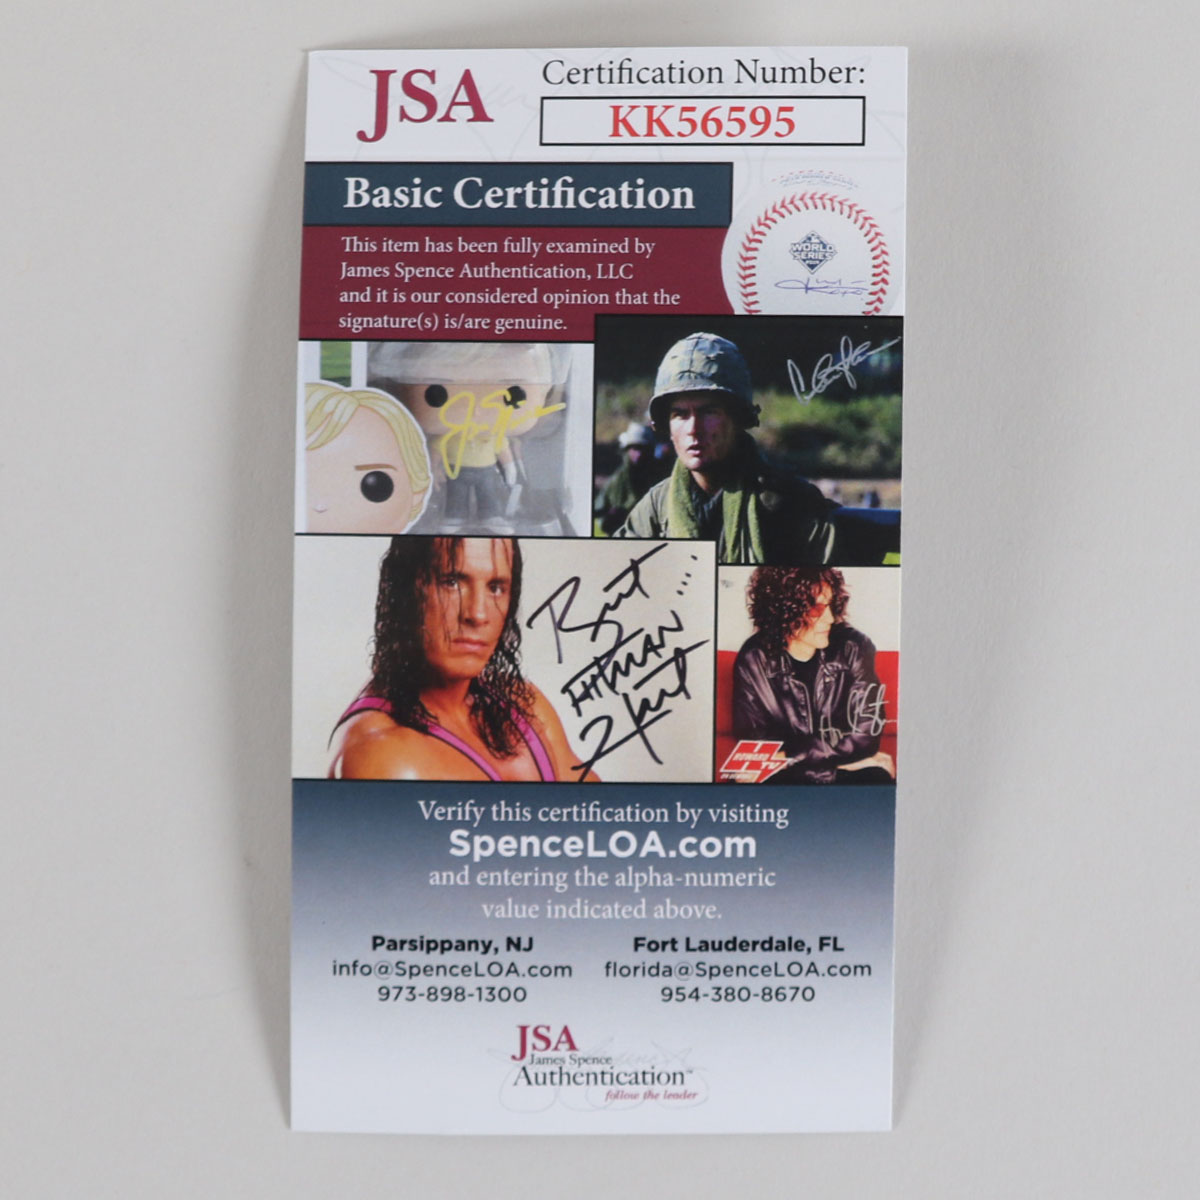 JSA
Certification Number:
KK56595
Basic Certification
This item has been fully examined by
James Spence Authentication, LLC
and it is our considered opinion that the
signature(s) is/are genuine.
WORLD
SERIES
Bret
HITMAN
Hart
HOWARD
TV
Verify this certification by visiting
SpenceLOA.com
and entering the alpha-numeric
value indicated above.
Parsippany, NJ
info@SpenceLOA.com
973-898-1300
Fort Lauderdale, FL
florida@SpenceLOA.com
954-380-8670
JSA
James Spence
Authentication™
follow the leader